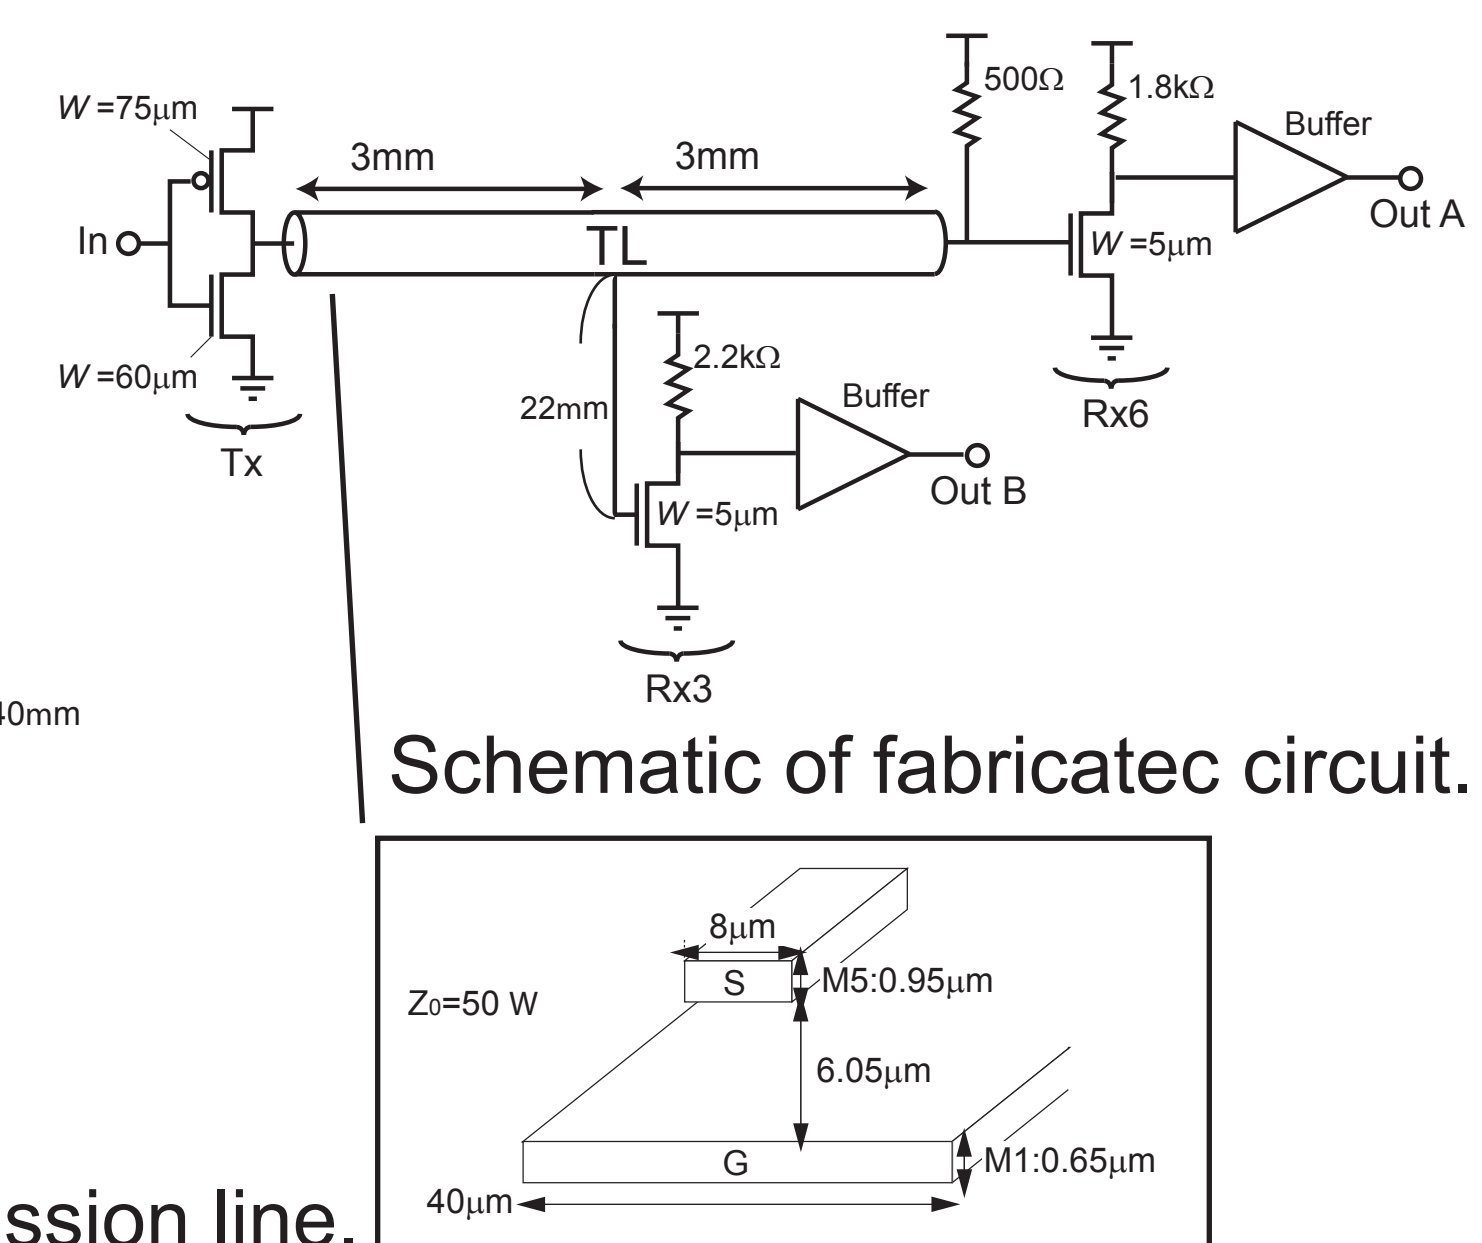 W =75μm
3mm
3mm
500Ω
1.8kΩ
Buffer
Out A
In
TL
W =5μm
W =60μm
Tx
22mm
2.2kΩ
Buffer
Out B
W =5μm
Rx6
Rx3
40mm
Schematic of fabricatec circuit.
8μm
S
M5:0.95μm
Z0=50 W
6.05μm
G
M1:0.65μm
40μm
ssion line.